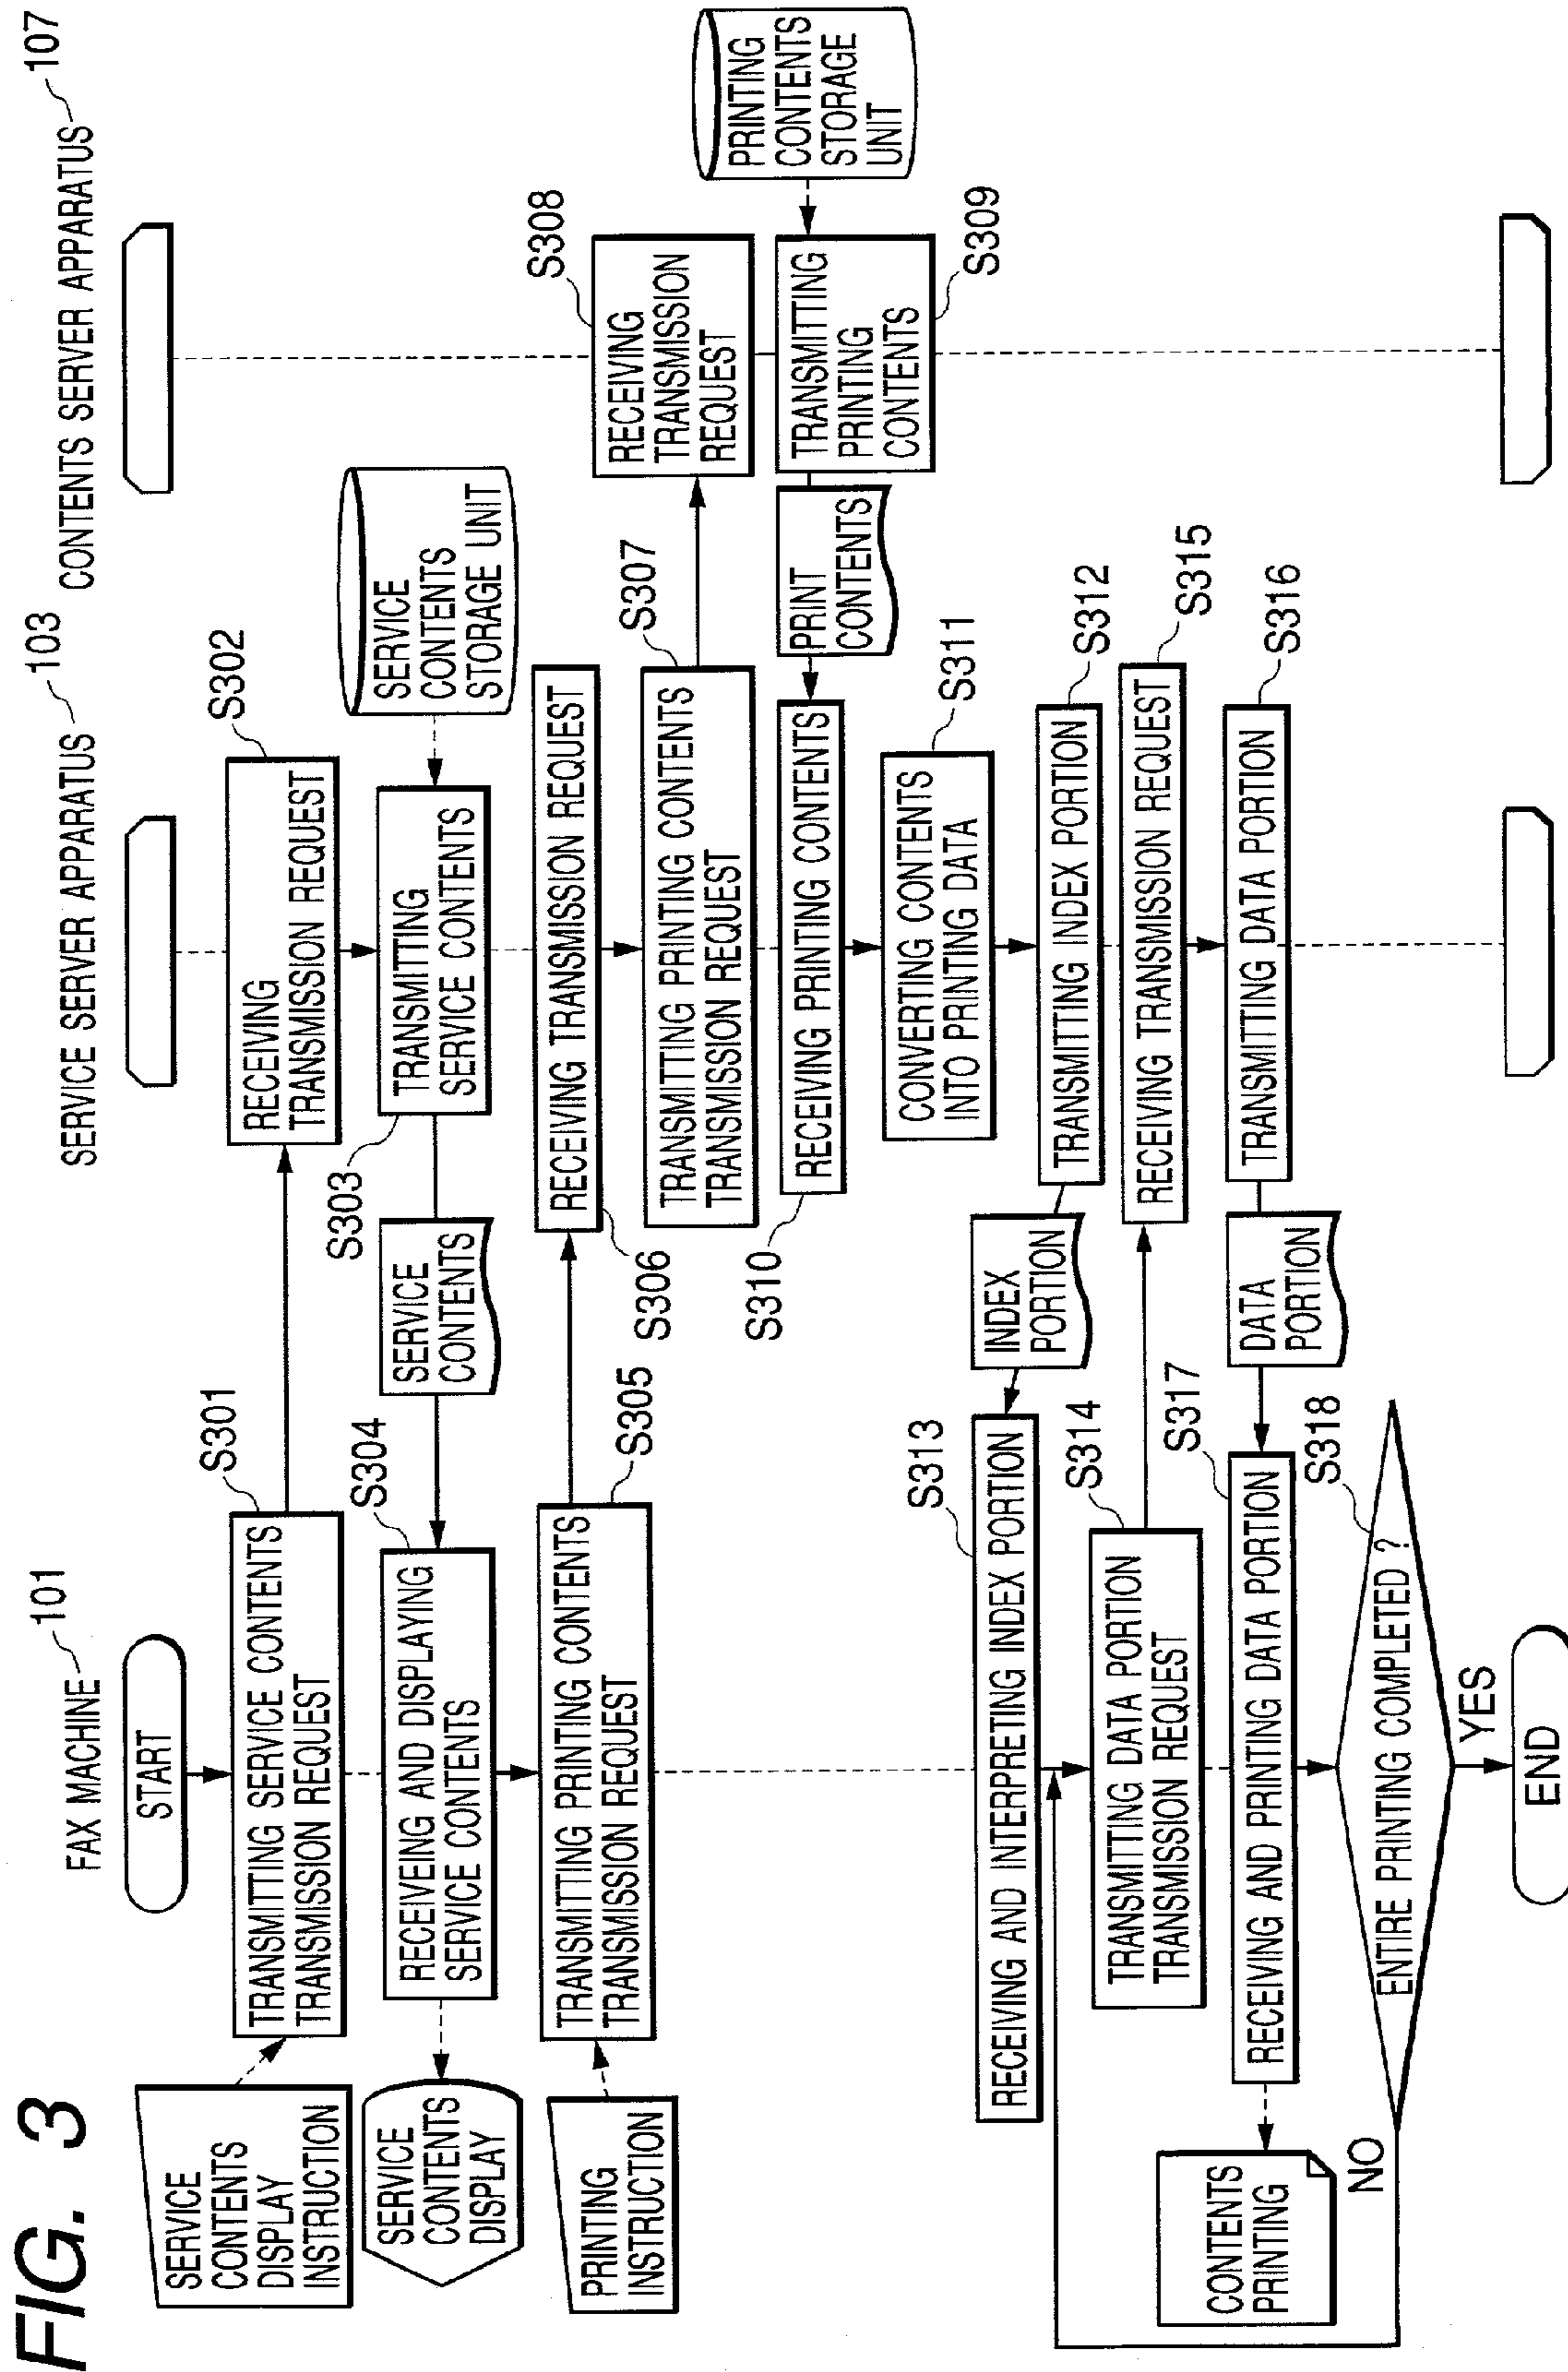 FIG. 3
FAX MACHINE 101
SERVICE SERVER APPARATUS 103
CONTENTS SERVER APPARATUS 107
START
SERVICE
CONTENTS
DISPLAY
INSTRUCTION
TRANSMITTING SERVICE CONTENTS
TRANSMISSION REQUEST
S301
RECEIVING
TRANSMISSION REQUEST
S302
SERVICE
CONTENTS
DISPLAY
RECEIVEING AND DISPLAYING
SERVICE CONTENTS
S304
SERVICE
CONTENTS
S303
TRANSMITTING
SERVICE CONTENTS
SERVICE
CONTENTS
STORAGE UNIT
PRINTING
INSTRUCTION
TRANSMITTING PRINTING CONTENTS
TRANSMISSION REQUEST
S305
S306
RECEIVING TRANSMISSION REQUEST
TRANSMITTING PRINTING CONTENTS
TRANSMISSION REQUEST
S307
RECEIVING
TRANSMISSION
REQUEST
S308
S310
RECEIVING PRINTING CONTENTS
PRINT
CONTENTS
TRANSMITTING
PRINTING
CONTENTS
S309
PRINTING
CONTENTS
STORAGE
UNIT
CONVERTING CONTENTS
INTO PRINTING DATA
S311
RECEIVING AND INTERPRETING INDEX PORTION
S313
INDEX
PORTION
TRANSMITTING INDEX PORTION
S312
TRANSMITTING DATA PORTION
TRANSMISSION REQUEST
S314
RECEIVING TRANSMISSION REQUEST
S315
CONTENTS
PRINTING
RECEIVING AND PRINTING DATA PORTION
S317
DATA
PORTION
TRANSMITTING DATA PORTION
S316
NO
ENTIRE PRINTING COMPLETED ?
S318
YES
END